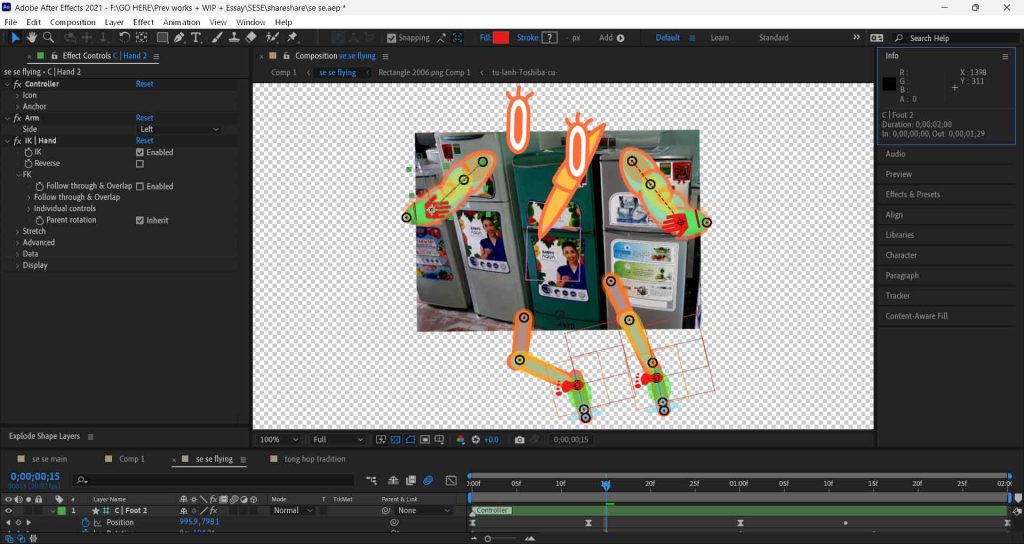 Adobe After Effects 2021 - F:\GO HERE\Prev works + WIP + Essay\SESE\shareshare\se se.aep *
File Edit Composition Layer Effect Animation View Window Help
Snapping Fill: Stroke: ? - px Add: Default Learn Standard Search Help
Effect Controls C | Hand 2
se se flying • C | Hand 2
fx Controller Reset
Icon
Anchor
fx Arm Reset
Side Left
fx IK | Hand Reset
IK Enabled
Reverse
FK
Follow through & Overlap Enabled
Follow through & Overlap
Individual controls
Parent rotation Inherit
Stretch
Advanced
Data
Display
Explode Shape Layers
Composition se se flying
Comp 1 se se flying Rectangle 2006.png Comp 1 tu-lanh-Toshiba-cu-
AQUA
AQUA
100% Full +0.0 0;00;00;15
Info
R :
G :
B :
A : 0
X : 1398
Y : 311
C | Foot 2
Duration: 0;00;02;00
In: 0;00;00;00, Out: 0;00;01;29
Audio
Preview
Effects & Presets
Align
Libraries
Character
Paragraph
Tracker
Content-Aware Fill
se se main Comp 1 se se flying tong hop tradition
0;00;00;15
00015 (29.97 fps)
:00f 05f 10f 15f 20f 25f 01:00f 05f 10f 15f 20f 25f 02:00
# Layer Name Mode T TrkMat Parent & Link
1 C | Foot 2 Normal None
Controller
Position 995.9,798.1